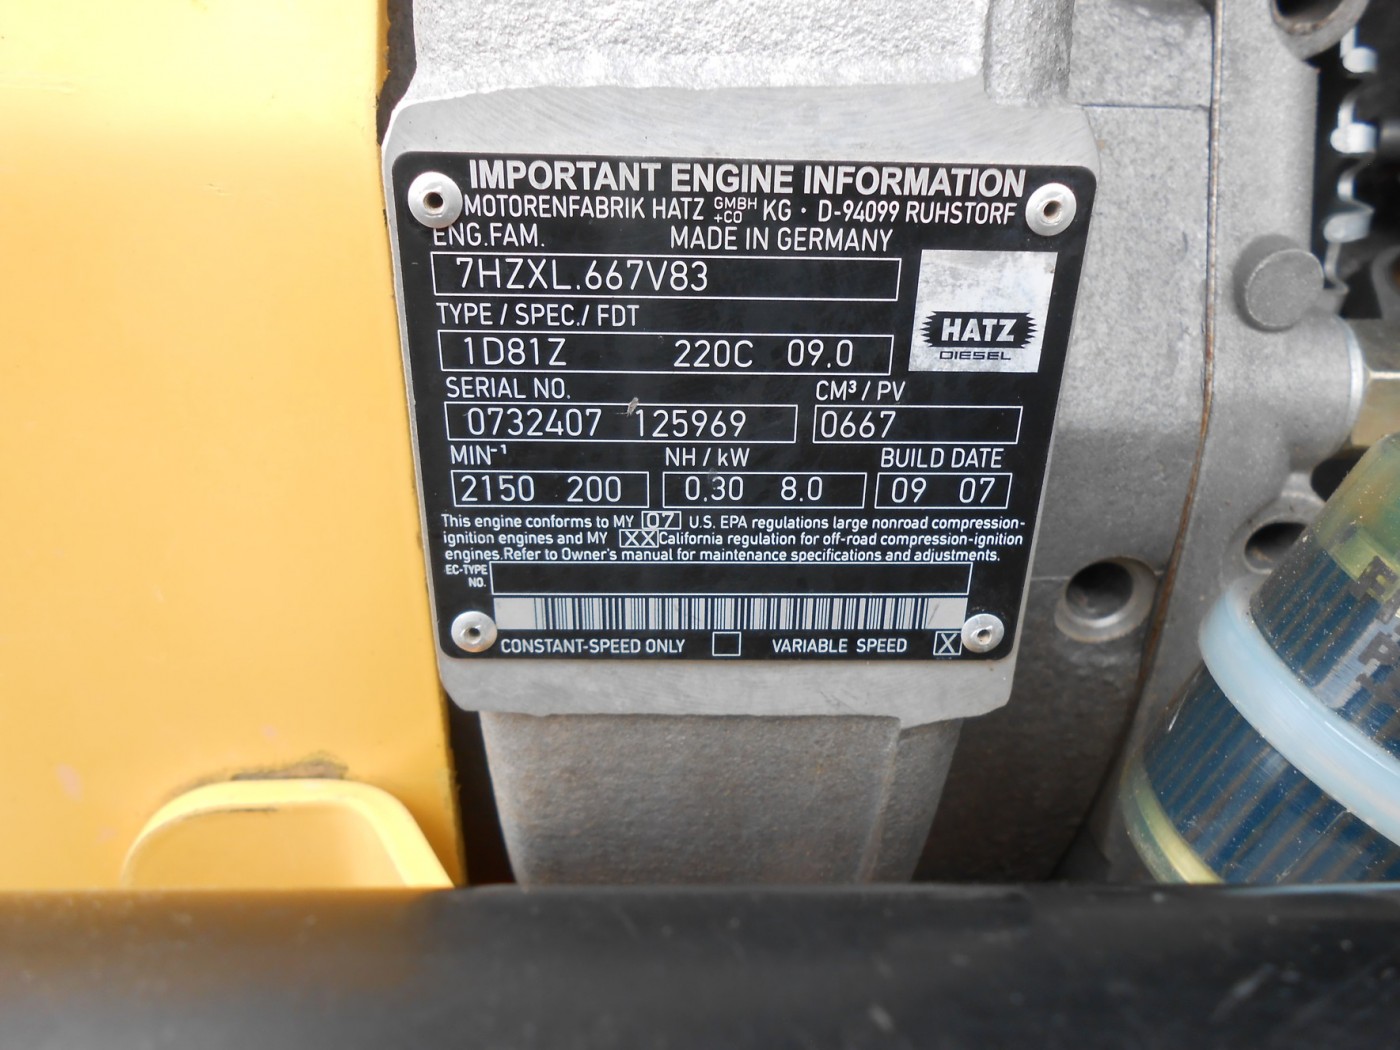 IMPORTANT ENGINE INFORMATION
MOTORENFABRIK HATZ GMBH +CO KG · D-94099 RUHSTORF
ENG.FAM. MADE IN GERMANY
7HZXL.667V83
TYPE / SPEC./ FDT
1D81Z 220C 09.0
HATZ
DIESEL
SERIAL NO. CM³ / PV
0732407 125969 0667
MIN⁻¹ NH / kW BUILD DATE
2150 200 0.30 8.0 09 07
This engine conforms to MY 07 U.S. EPA regulations large nonroad compression-
ignition engines and MY XX California regulation for off-road compression-ignition
engines.Refer to Owner's manual for maintenance specifications and adjustments.
EC-TYPE
NO.
CONSTANT-SPEED ONLY VARIABLE SPEED X